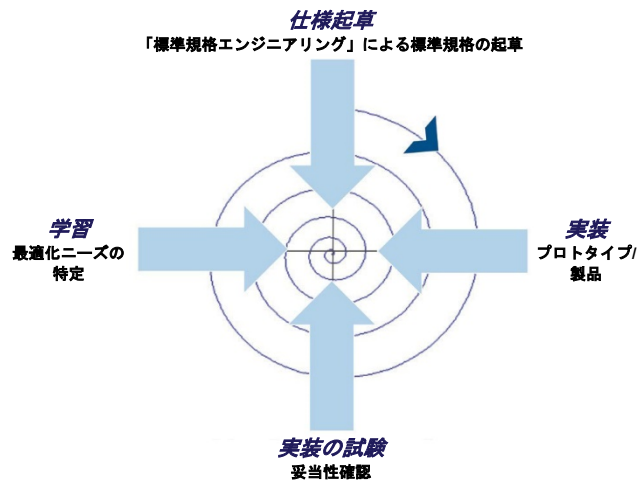 仕様起草
「標準規格エンジニアリング」による標準規格の起草
学習
最適化ニーズの
特定
実装
プロトタイプ/
製品
実装の試験
妥当性確認